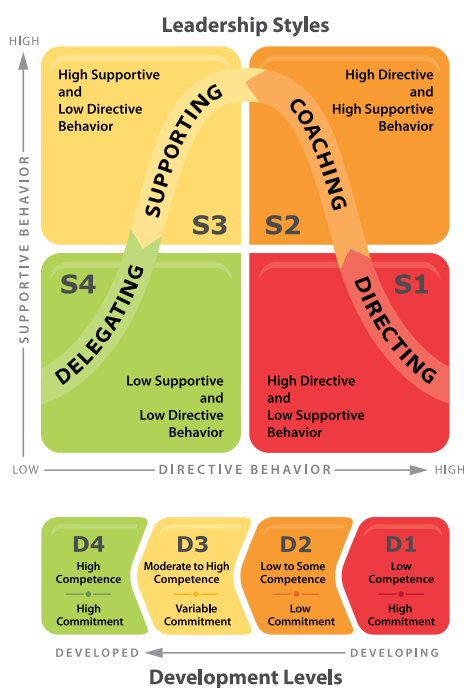 Leadership Styles
HIGH
SUPPORTIVE BEHAVIOR
High Supportive
and
Low Directive
Behavior
SUPPORTING
S3
High Directive
and
High Supportive
Behavior
COACHING
S2
S4
DELEGATING
Low Supportive
and
Low Directive
Behavior
S1
DIRECTING
High Directive
and
Low Supportive
Behavior
LOW
DIRECTIVE BEHAVIOR
HIGH
D4
High
Competence
High
Commitment
D3
Moderate to High
Competence
Variable
Commitment
D2
Low to Some
Competence
Low
Commitment
D1
Low
Competence
High
Commitment
DEVELOPED
DEVELOPING
Development Levels